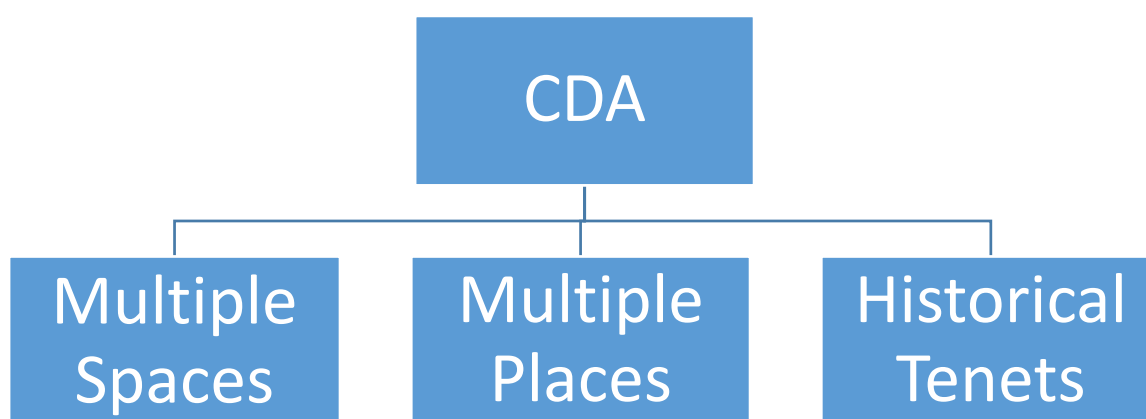 CDA
Multiple
Spaces
Multiple
Places
Historical
Tenets